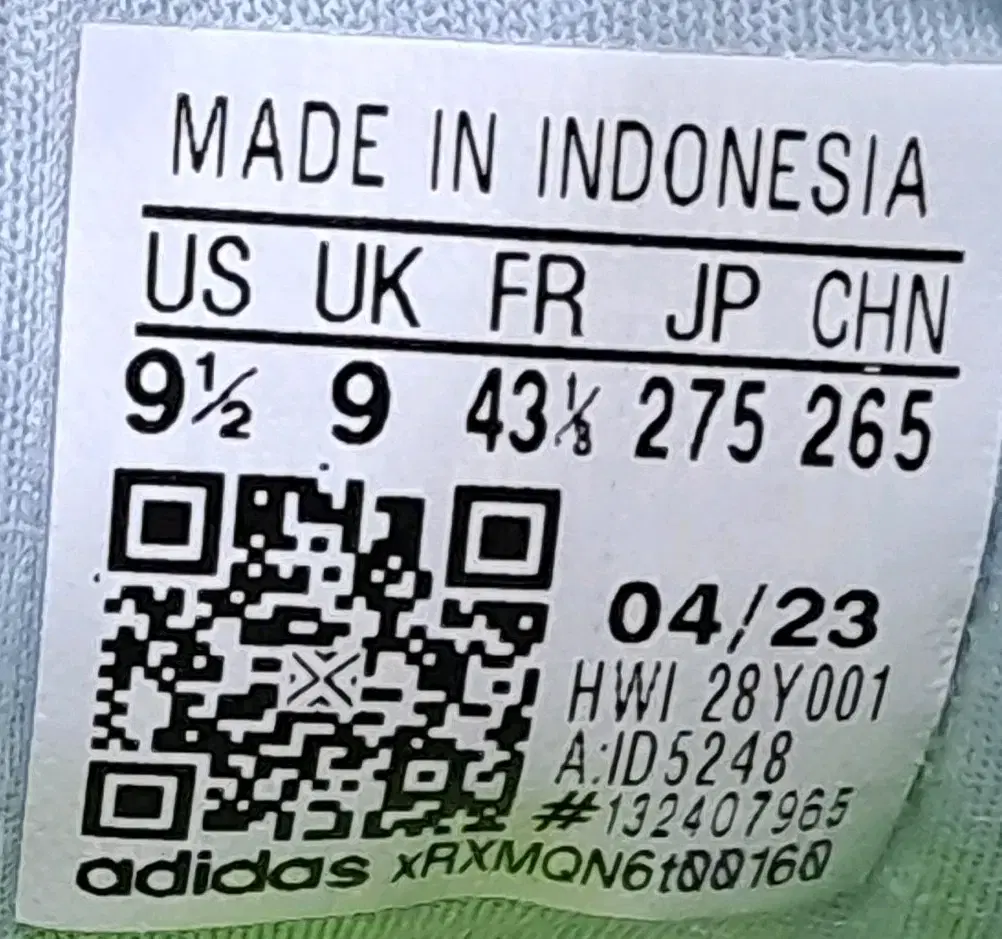 MADE IN INDONESIA
US UK FR JP CHN
9½ 9 43⅓ 275 265
04/23
HWI 28Y001
A:ID5248
#132407965
adidas xRXMQN6t00160